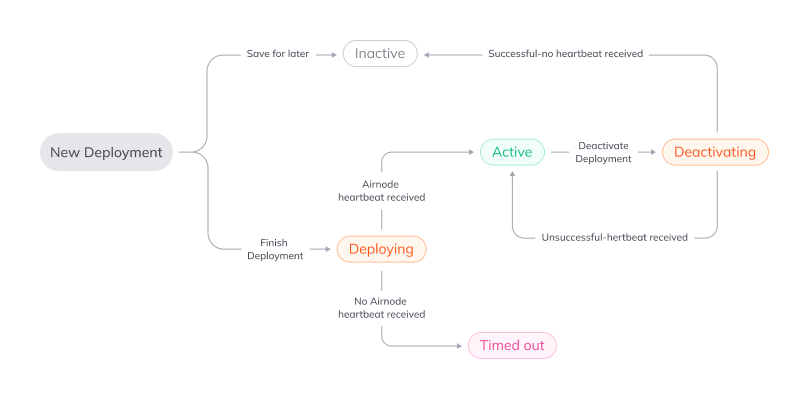 Save for later
Inactive
Successful-no heartbeat received
New Deployment
Active
Deactivate
Deployment
Deactivating
Airnode
heartbeat received
Unsuccessful-hertbeat received
Finish
Deployment
Deploying
No Airnode
heartbeat received
Timed out